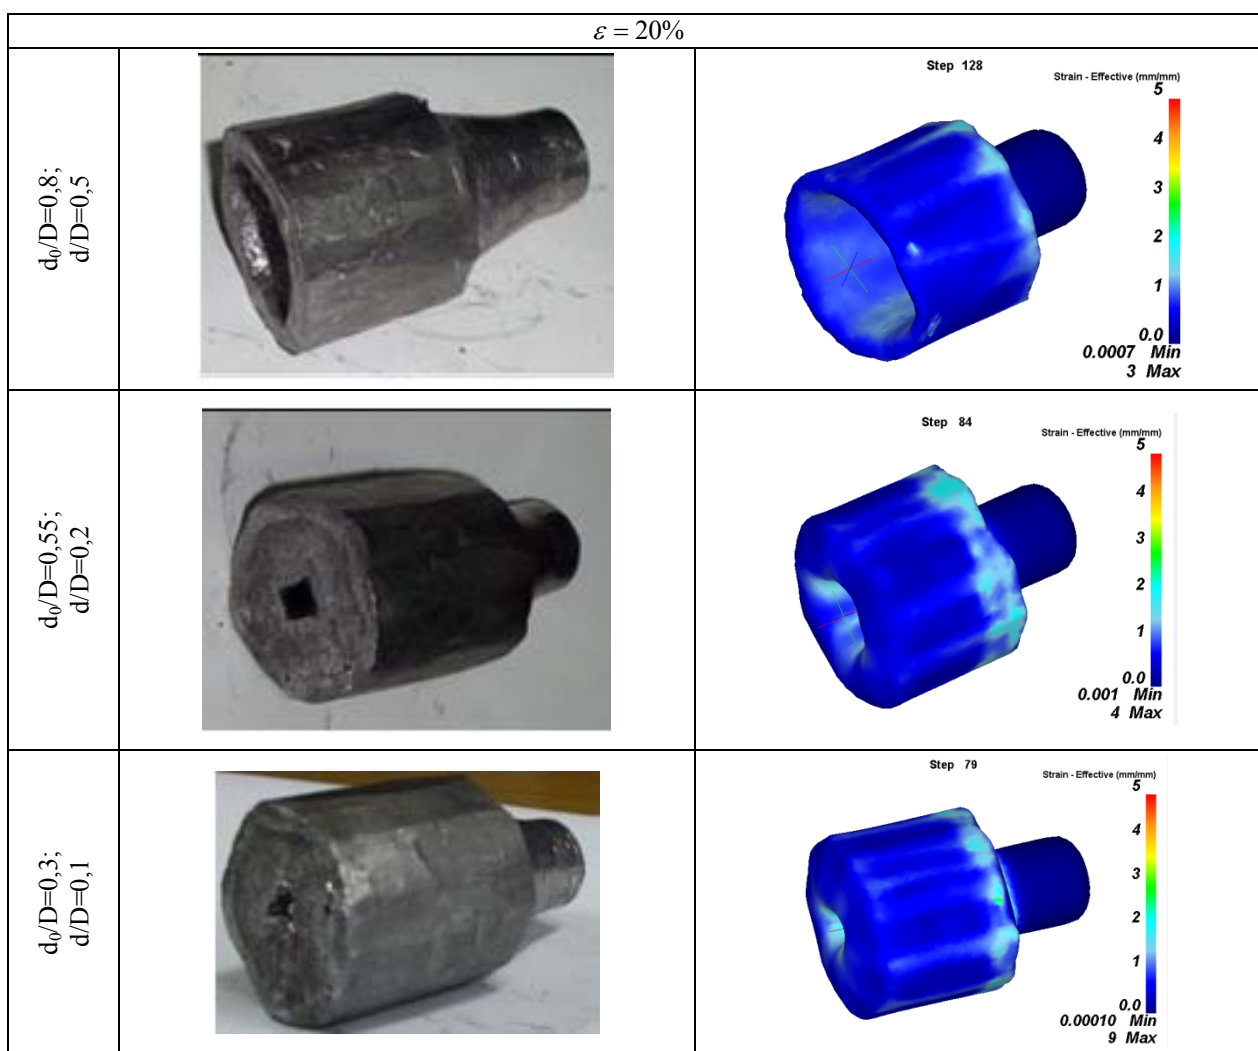 ε = 20%
d₀/D=0,8;
d/D=0,5
Step 128
Strain - Effective (mm/mm)
5
4
3
2
1
0.0
0.0007 Min
3 Max
d₀/D=0,55;
d/D=0,2
Step 84
Strain - Effective (mm/mm)
5
4
3
2
1
0.0
0.001 Min
4 Max
d₀/D=0,3;
d/D=0,1
Step 79
Strain - Effective (mm/mm)
5
4
3
2
1
0.0
0.00010 Min
9 Max